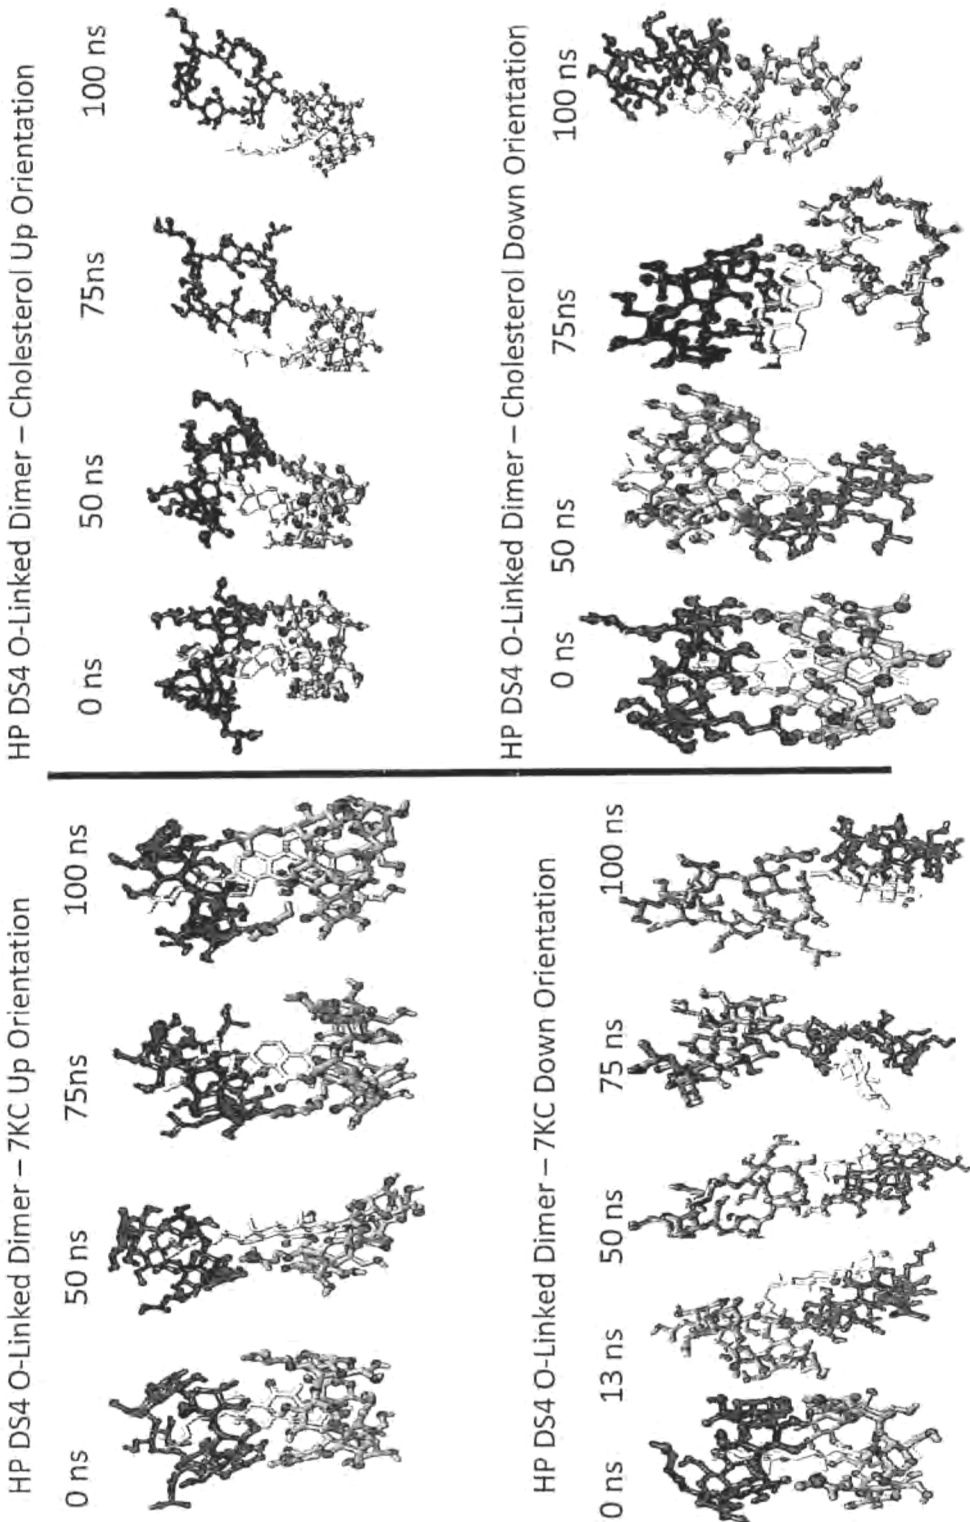 HP DS4 O-Linked Dimer – 7KC Up Orientation
0 ns
50 ns
75ns
100 ns
HP DS4 O-Linked Dimer – 7KC Down Orientation
0 ns
13 ns
50 ns
75 ns
100 ns
HP DS4 O-Linked Dimer – Cholesterol Up Orientation
0 ns
50 ns
75ns
100 ns
HP DS4 O-Linked Dimer – Cholesterol Down Orientation
0 ns
50 ns
75ns
100 ns